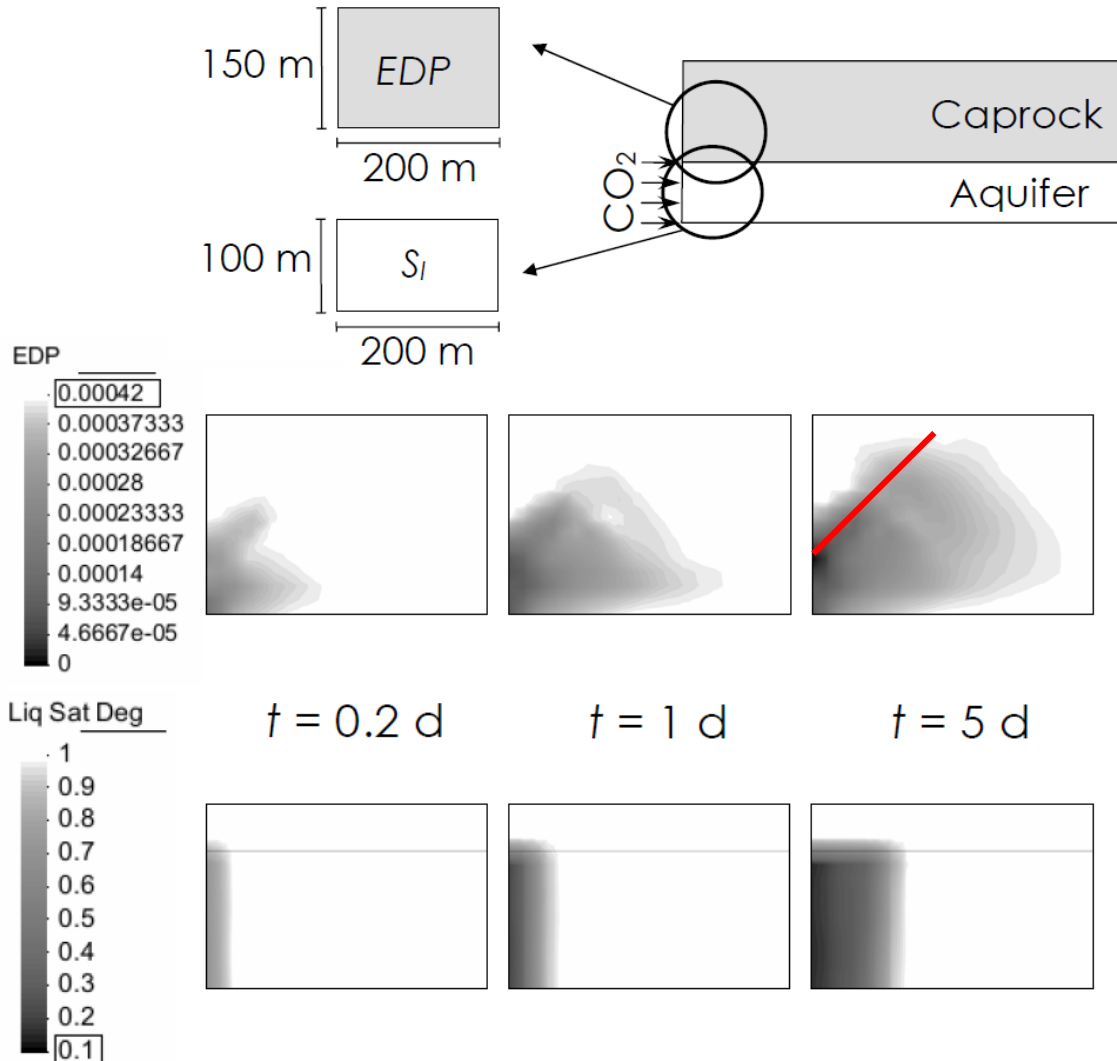 150 m
EDP
200 m
Caprock
CO₂
Aquifer
100 m
Sₗ
200 m
EDP
0.00042
0.00037333
0.00032667
0.00028
0.00023333
0.00018667
0.00014
9.3333e-05
4.6667e-05
0
Liq Sat Deg
t = 0.2 d
t = 1 d
t = 5 d
1
0.9
0.8
0.7
0.6
0.5
0.4
0.3
0.2
0.1